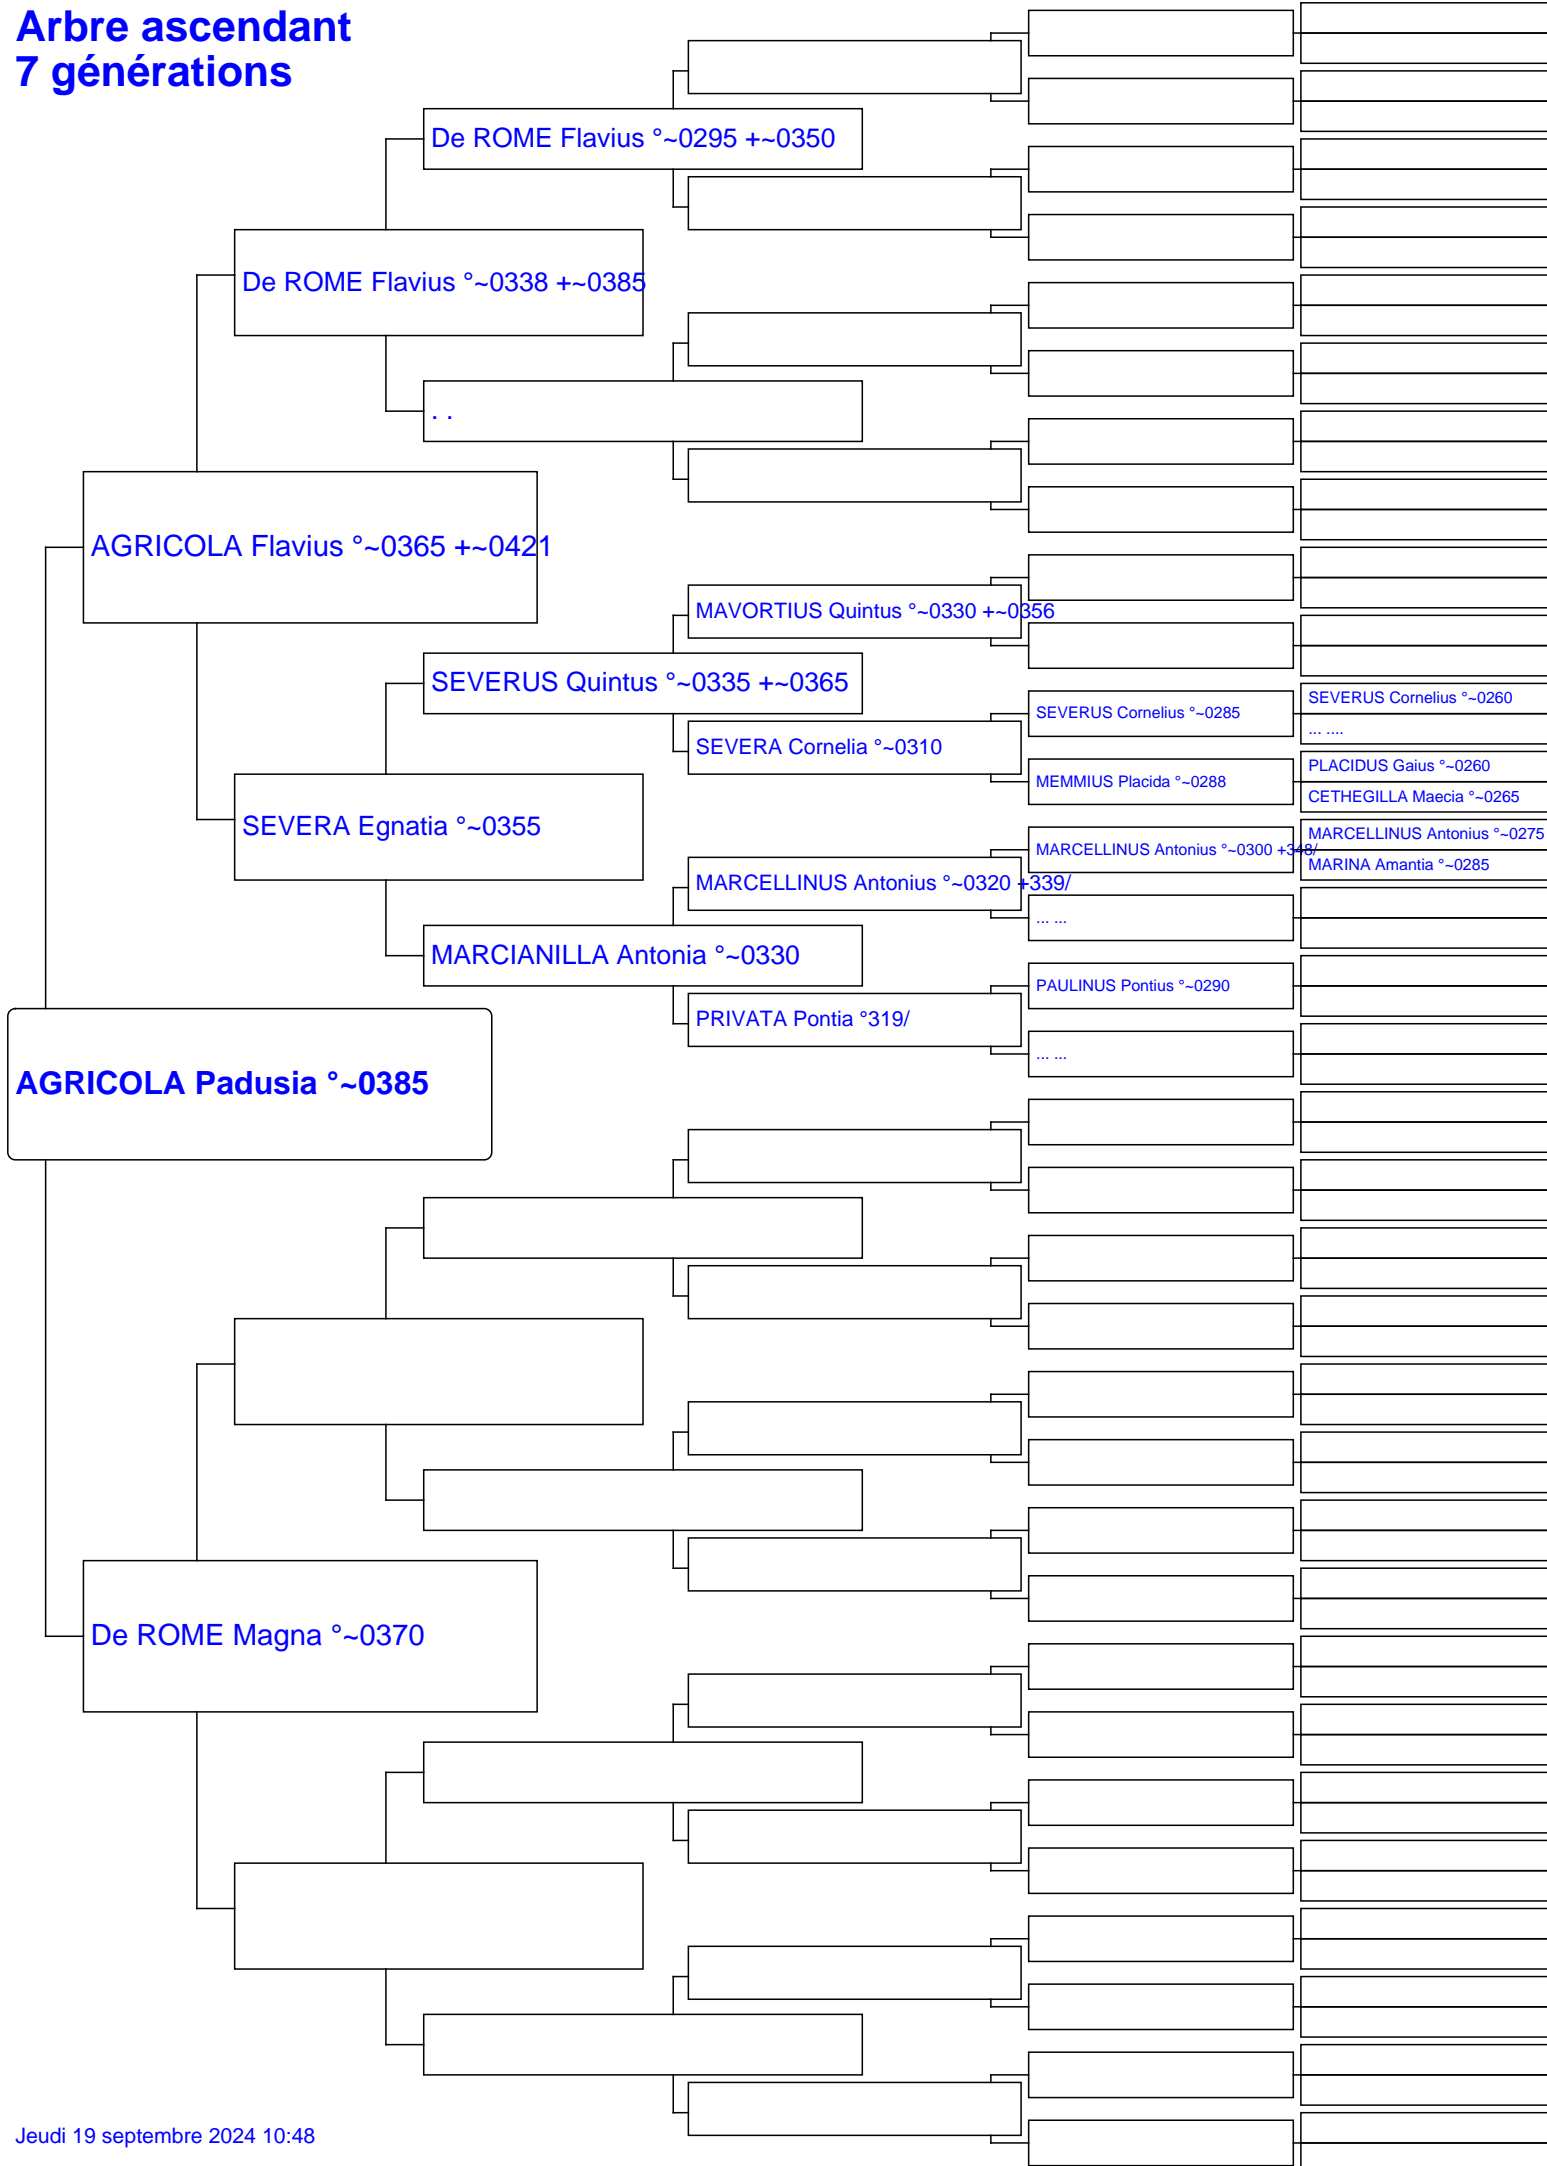 Arbre ascendant
7 générations
De ROME Flavius °~0295 +~0350
De ROME Flavius °~0338 +~0385
. .
AGRICOLA Flavius °~0365 +~0421
MAVORTIUS Quintus °~0330 +~0356
SEVERUS Quintus °~0335 +~0365
SEVERUS Cornelius °~0285
SEVERUS Cornelius °~0260
... ....
SEVERA Cornelia °~0310
MEMMIUS Placida °~0288
PLACIDUS Gaius °~0260
CETHEGILLA Maecia °~0265
SEVERA Egnatia °~0355
MARCELLINUS Antonius °~0300 +348/
MARCELLINUS Antonius °~0275
MARINA Amantia °~0285
MARCELLINUS Antonius °~0320 +339/
... ...
MARCIANILLA Antonia °~0330
PAULINUS Pontius °~0290
PRIVATA Pontia °319/
... ...
AGRICOLA Padusia °~0385
De ROME Magna °~0370
Jeudi 19 septembre 2024 10:48